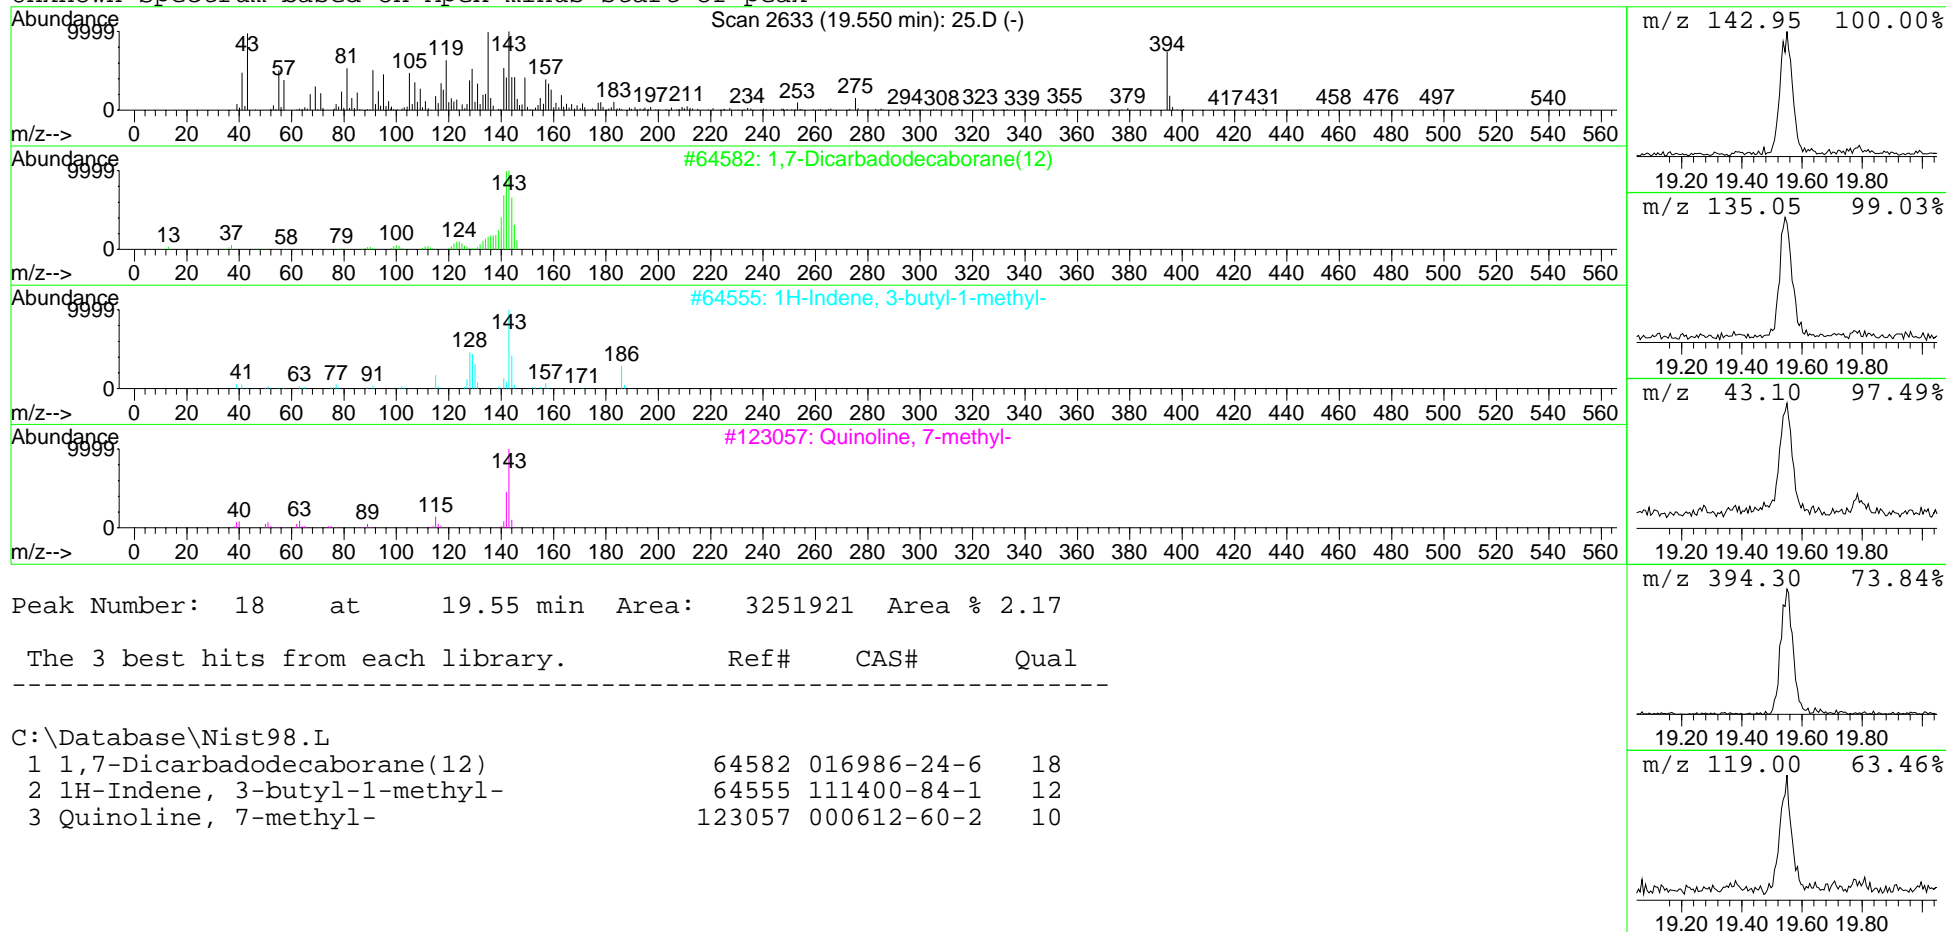 Unknown Spectrum based on Apex minus start of peak
Abundance
Scan 2633 (19.550 min): 25.D (-)
9999
43 57 81 105 119 143 157 183 197 211 234 253 275 294 308 323 339 355 379 394 417 431 458 476 497 540
0
m/z--> 0 20 40 60 80 100 120 140 160 180 200 220 240 260 280 300 320 340 360 380 400 420 440 460 480 500 520 540 560
Abundance
#64582: 1,7-Dicarbadodecaborane(12)
9999
13 37 58 79 100 124 143
0
m/z--> 0 20 40 60 80 100 120 140 160 180 200 220 240 260 280 300 320 340 360 380 400 420 440 460 480 500 520 540 560
Abundance
#64555: 1H-Indene, 3-butyl-1-methyl-
9999
41 63 77 91 128 143 157 171 186
0
m/z--> 0 20 40 60 80 100 120 140 160 180 200 220 240 260 280 300 320 340 360 380 400 420 440 460 480 500 520 540 560
Abundance
#123057: Quinoline, 7-methyl-
9999
40 63 89 115 143
0
m/z--> 0 20 40 60 80 100 120 140 160 180 200 220 240 260 280 300 320 340 360 380 400 420 440 460 480 500 520 540 560
m/z 142.95 100.00%
19.20 19.40 19.60 19.80
m/z 135.05 99.03%
19.20 19.40 19.60 19.80
m/z 43.10 97.49%
19.20 19.40 19.60 19.80
m/z 394.30 73.84%
19.20 19.40 19.60 19.80
m/z 119.00 63.46%
19.20 19.40 19.60 19.80
Peak Number: 18 at 19.55 min Area: 3251921 Area % 2.17
The 3 best hits from each library. Ref# CAS# Qual
C:\Database\Nist98.L
1 1,7-Dicarbadodecaborane(12) 64582 016986-24-6 18
2 1H-Indene, 3-butyl-1-methyl- 64555 111400-84-1 12
3 Quinoline, 7-methyl- 123057 000612-60-2 10